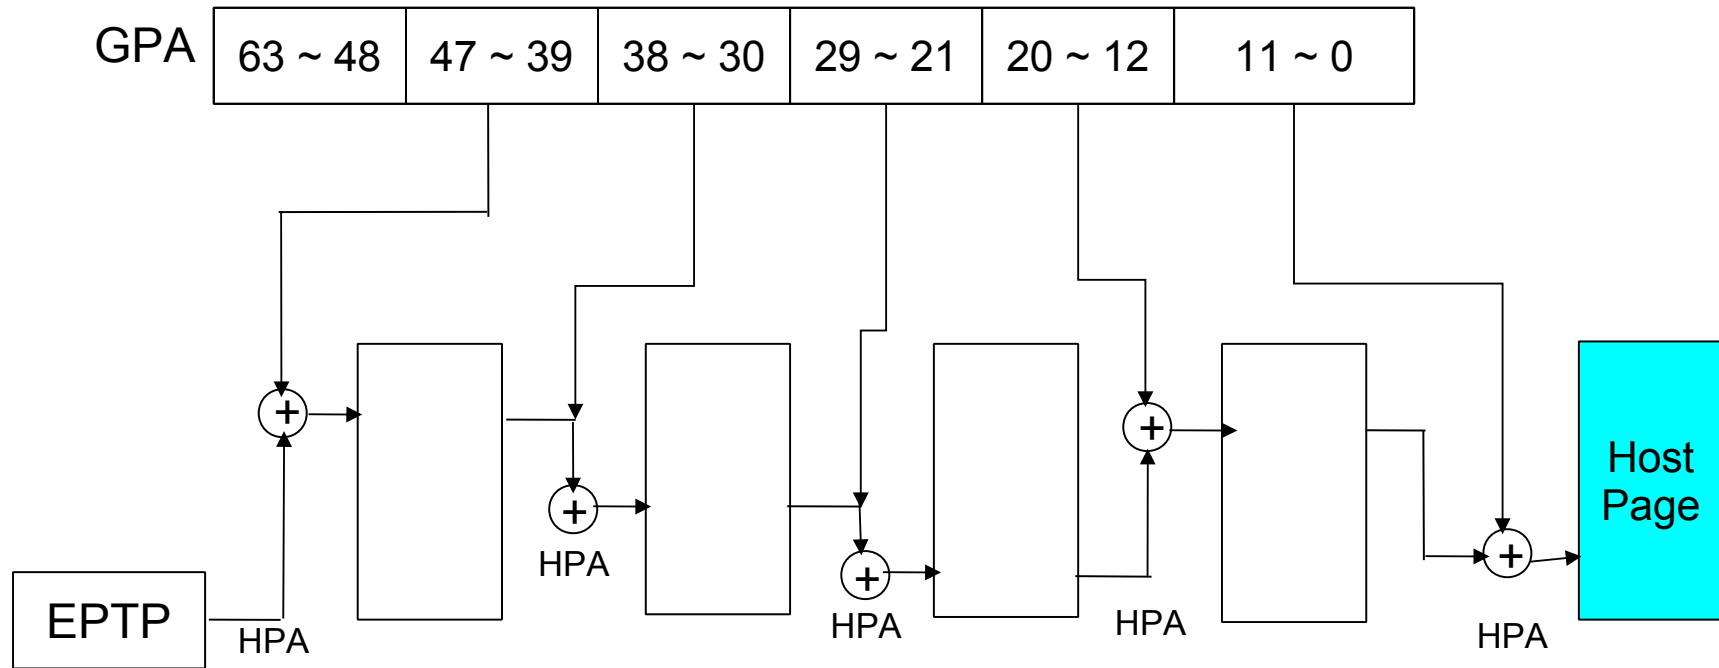 GPA
63 ~ 48
47 ~ 39
38 ~ 30
29 ~ 21
20 ~ 12
11 ~ 0
+
+
+
+
+
Host
Page
EPTP
HPA
HPA
HPA
HPA
HPA